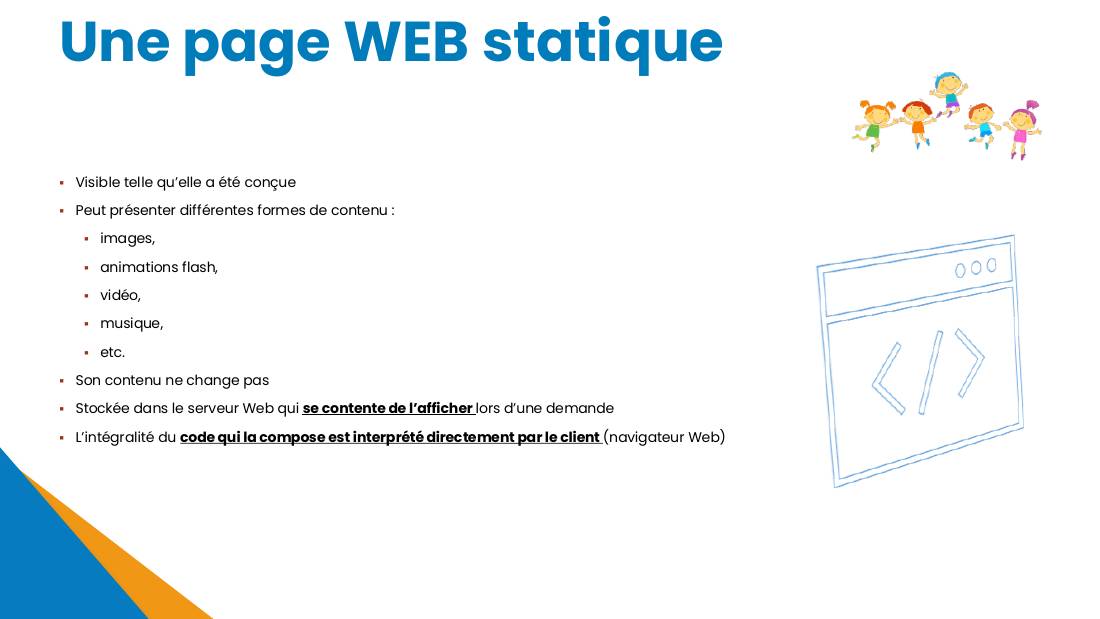 Une page WEB statique
▪ Visible telle qu’elle a été conçue
▪ Peut présenter différentes formes de contenu :
▪ images,
▪ animations flash,
▪ vidéo,
▪ musique,
▪ etc.
▪ Son contenu ne change pas
▪ Stockée dans le serveur Web qui se contente de l’afficher lors d’une demande
▪ L’intégralité du code qui la compose est interprété directement par le client (navigateur Web)
</>